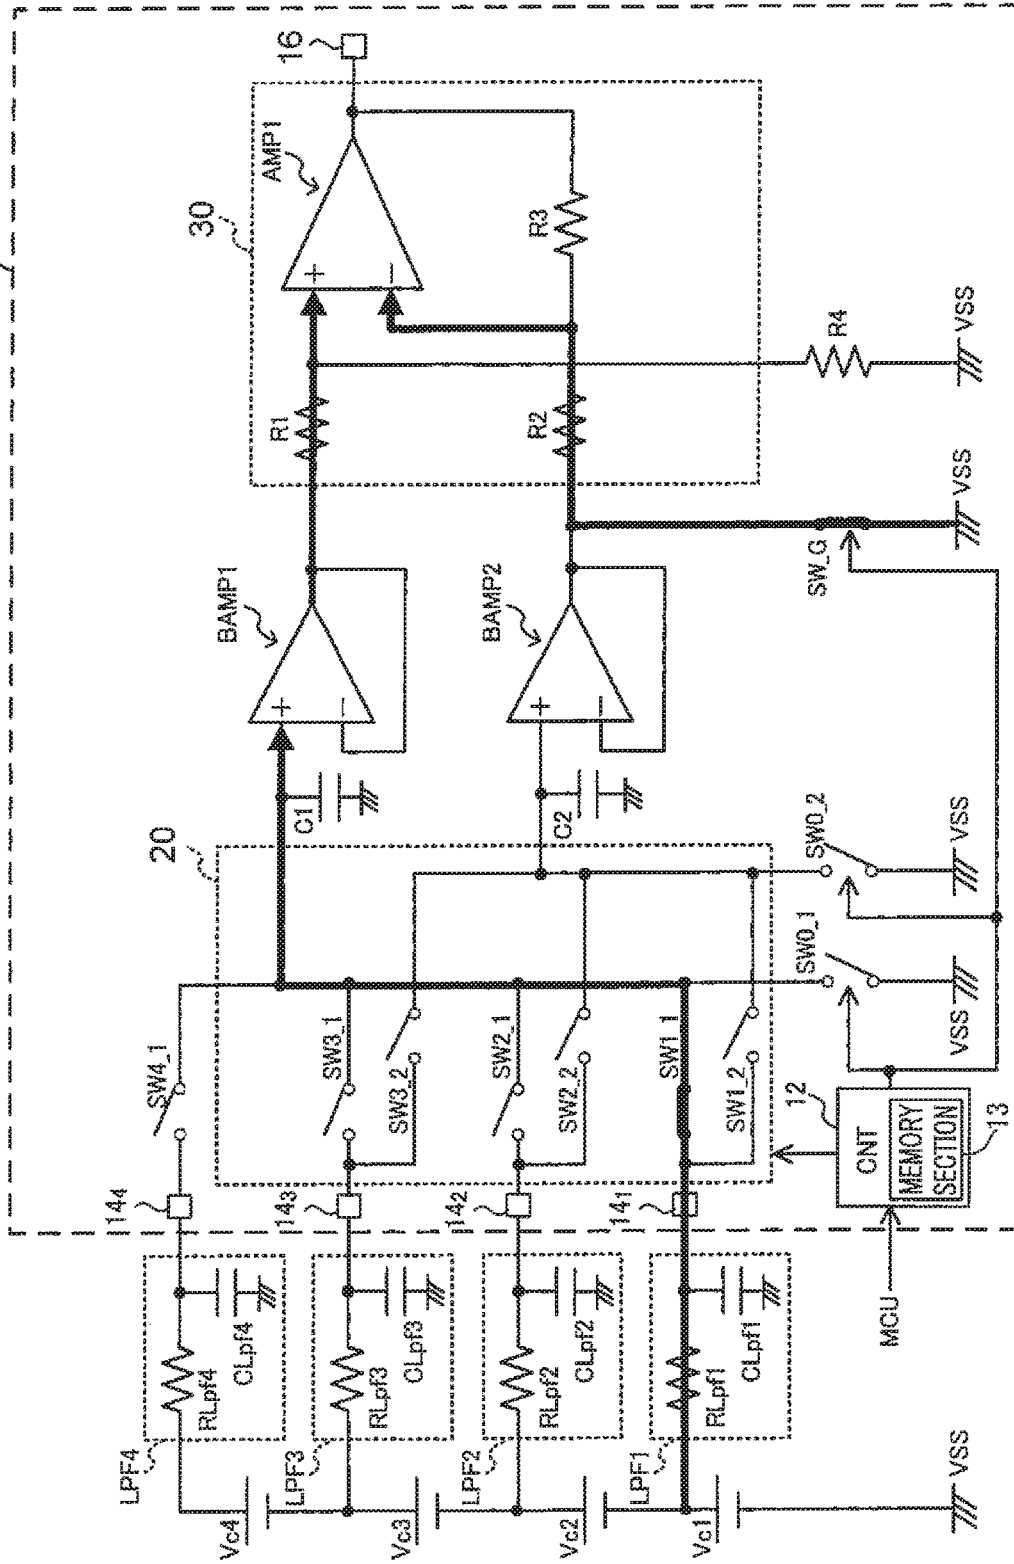 16
AMP1
30
R3
R1
R2
R4
VSS
VSS
SW_G
BAMP1
BAMP2
+
−
+
−
+
−
C1
C2
20
SW0_2
VSS
SW0_1
VSS
SW4_1
SW3_1
SW3_2
SW2_1
SW2_2
SW1_1
SW1_2
12
CNT
MEMORY
SECTION
13
144
143
142
141
MCU
CLpf4
RLpf4
LPF4
CLpf3
RLpf3
LPF3
CLpf2
RLpf2
LPF2
CLpf1
RLpf1
LPF1
Vc4
Vc3
Vc2
Vc1
VSS